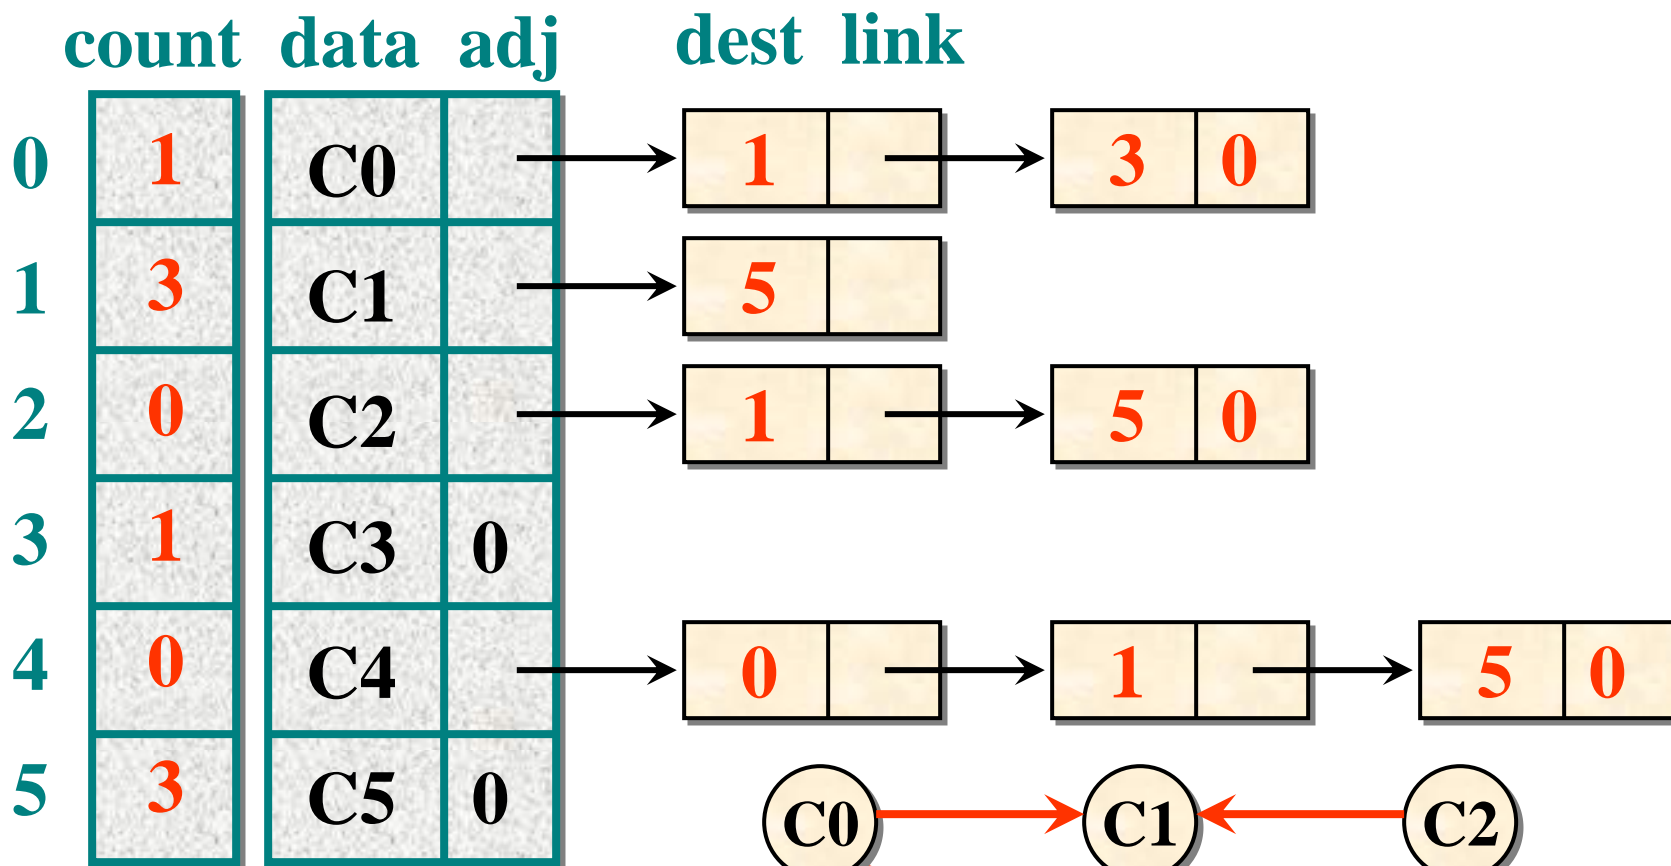 count data adj dest link
0 1 C0 1 3 0
1 3 C1 5
2 0 C2 1 5 0
3 1 C3 0
4 0 C4 0 1 5 0
5 3 C5 0
C0 C1 C2